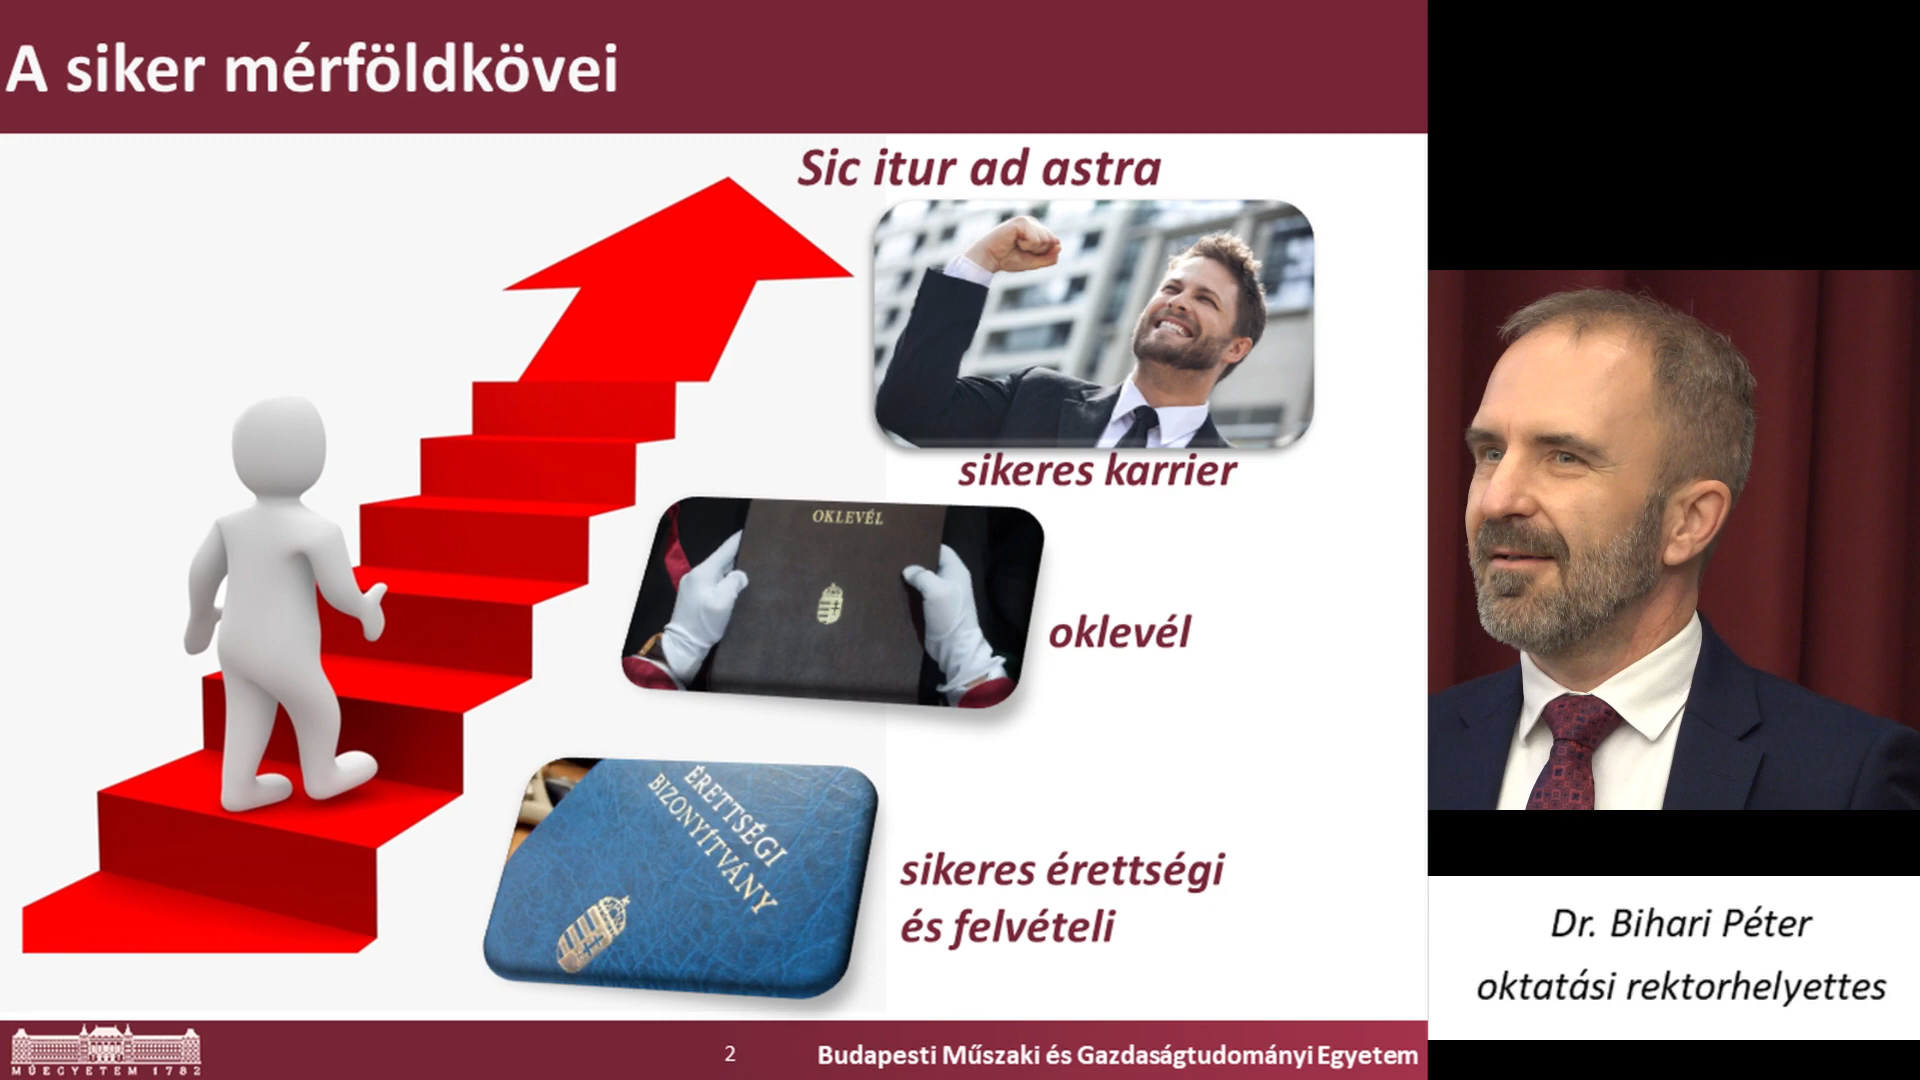 A siker mérföldkövei
Sic itur ad astra
sikeres karrier
OKLEVÉL
oklevél
ÉRETTSÉGI
BIZONYÍTVÁNY
sikeres érettségi
és felvételi
Dr. Bihari Péter
oktatási rektorhelyettes
MŰEGYETEM 1782
2
Budapesti Műszaki és Gazdaságtudományi Egyetem